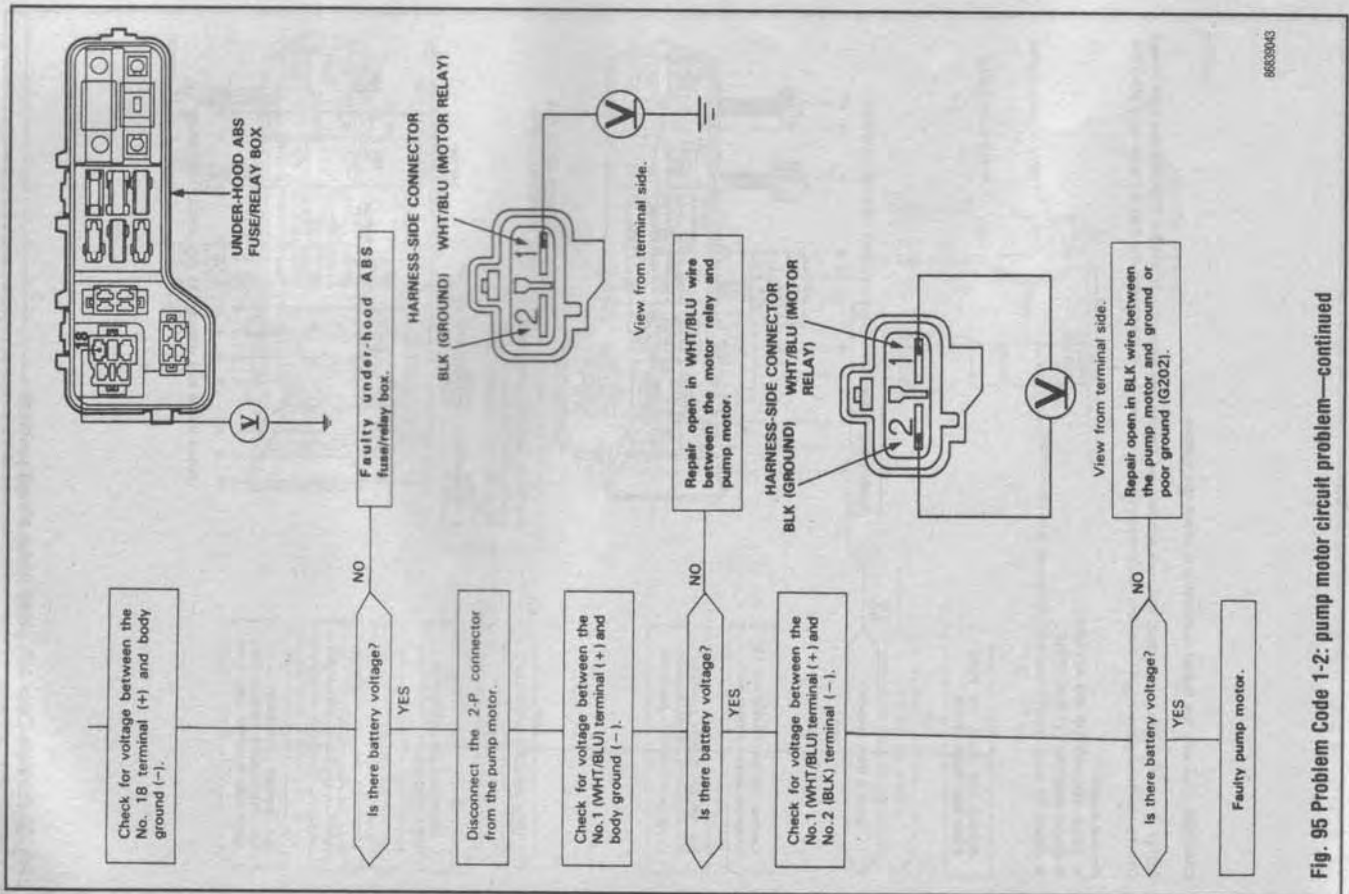 Check for voltage between the
No. 18 terminal (+) and body
ground (−).
18
V
UNDER-HOOD ABS
FUSE/RELAY BOX
Is there battery voltage?
NO
Faulty under-hood ABS
fuse/relay box.
YES
Disconnect the 2-P connector
from the pump motor.
Check for voltage between the
No.1 (WHT/BLU) terminal (+) and
body ground (−).
HARNESS-SIDE CONNECTOR
BLK (GROUND) WHT/BLU (MOTOR RELAY)
2 1
V
View from terminal side.
Is there battery voltage?
NO
Repair open in WHT/BLU wire
between the motor relay and
pump motor.
YES
Check for voltage between the
No.1 (WHT/BLU) terminal (+) and
No.2 (BLK) terminal (−).
HARNESS-SIDE CONNECTOR
BLK (GROUND) WHT/BLU (MOTOR
RELAY)
2 1
V
View from terminal side.
Is there battery voltage?
NO
Repair open in BLK wire between
the pump motor and ground or
poor ground (G202).
YES
Faulty pump motor.
86839043
Fig. 95 Problem Code 1-2: pump motor circuit problem—continued